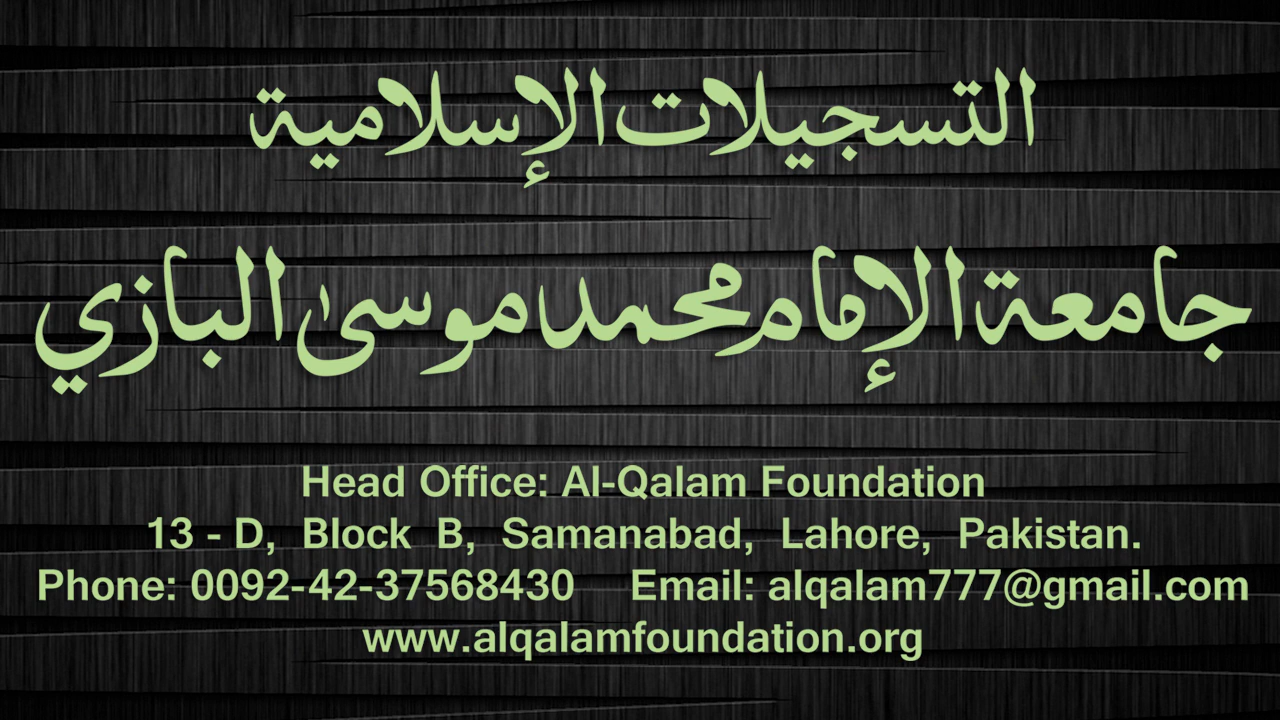 التسجيلات الإسلامية
جامعة الإمام محمد موسىٰ البازي
Head Office: Al-Qalam Foundation
13 - D, Block B, Samanabad, Lahore, Pakistan.
Phone: 0092-42-37568430 Email: alqalam777@gmail.com
www.alqalamfoundation.org